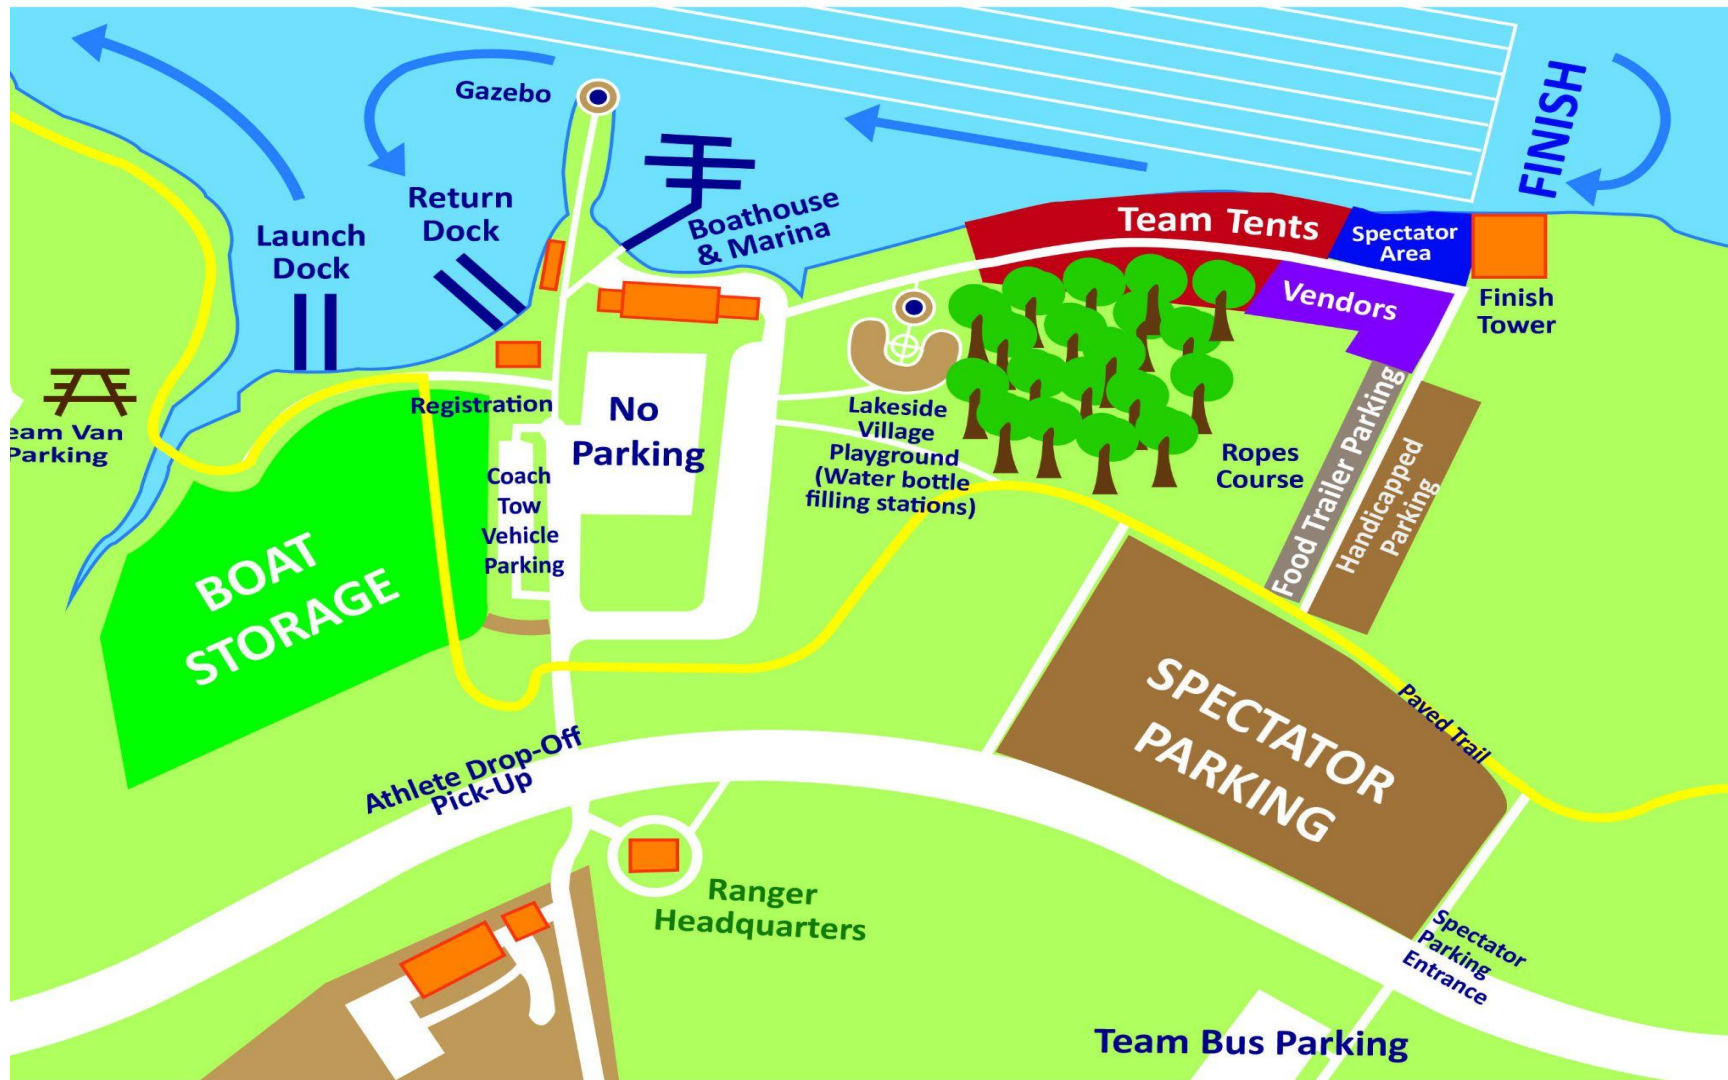 Gazebo
FINISH
Return
Dock
Launch
Dock
Boathouse
& Marina
Team Tents
Spectator
Area
Vendors
Finish
Tower
eam Van
Parking
Registration
No
Parking
Coach
Tow
Vehicle
Parking
Lakeside
Village
Playground
(Water bottle
filling stations)
Ropes
Course
Food Trailer Parking
Handicapped
Parking
BOAT
STORAGE
SPECTATOR
PARKING
Paved Trail
Athlete Drop-Off
Pick-Up
Ranger
Headquarters
Spectator
Parking
Entrance
Team Bus Parking